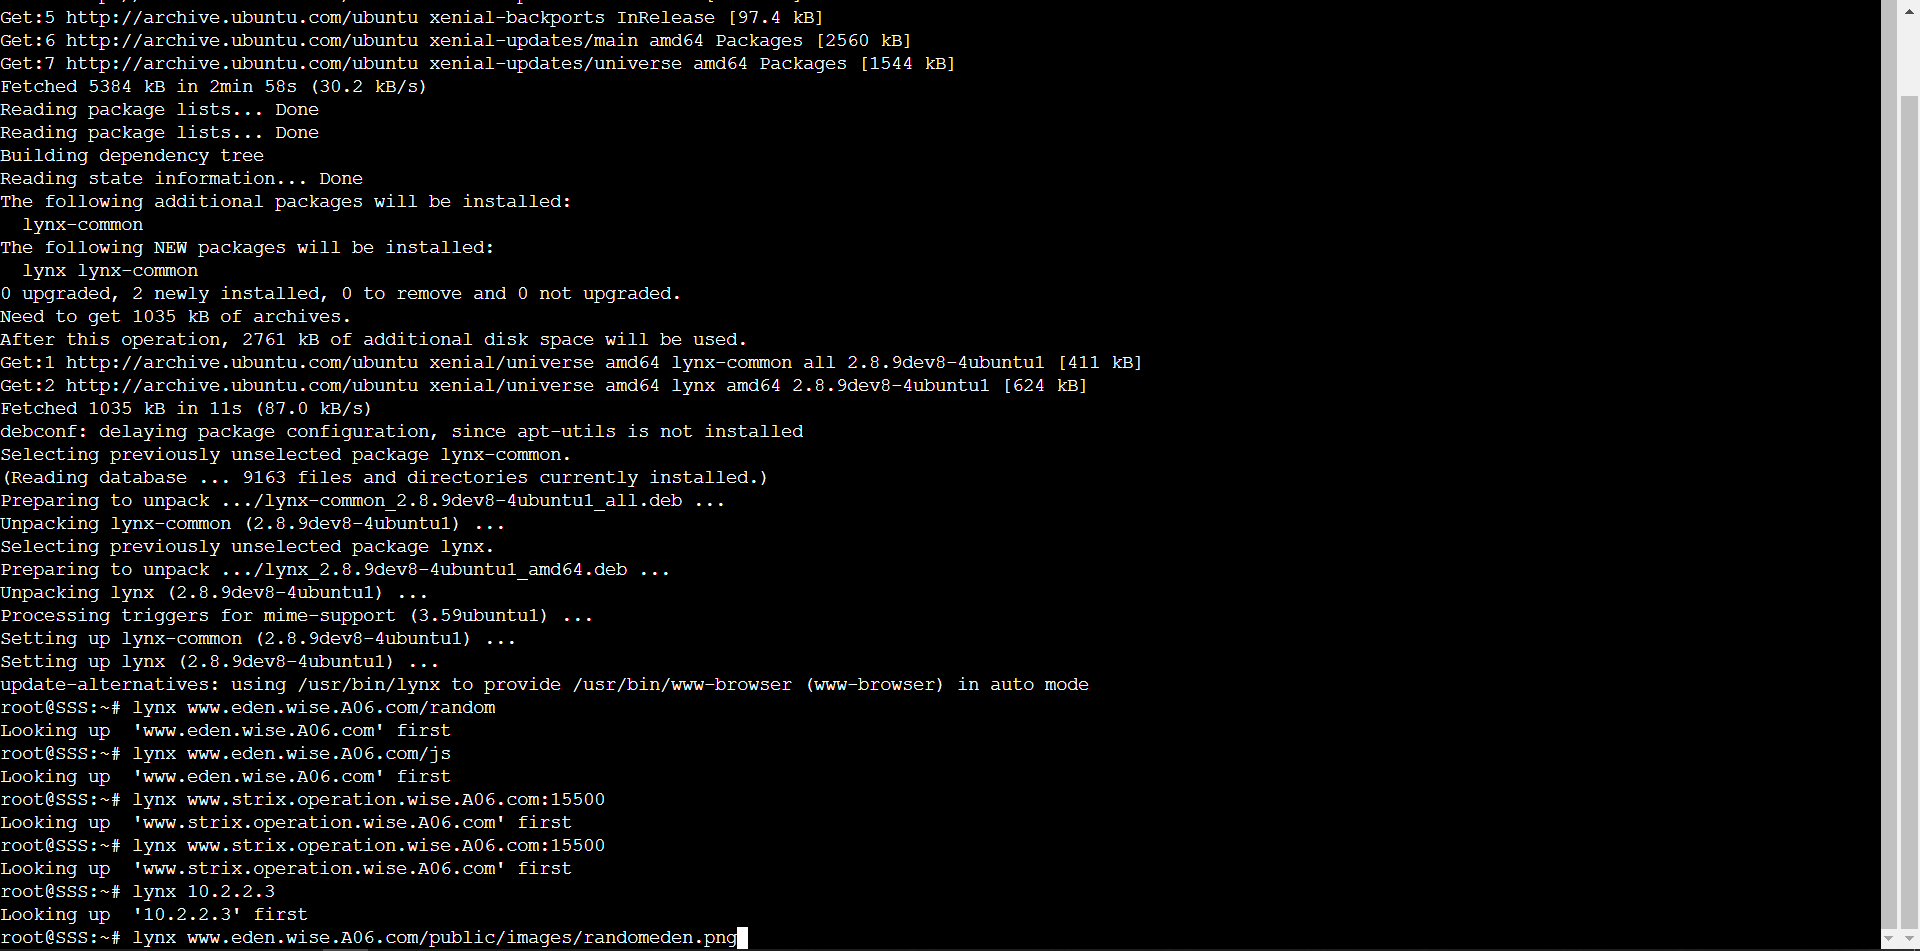 Get:5 http://archive.ubuntu.com/ubuntu xenial-backports InRelease [97.4 kB]
Get:6 http://archive.ubuntu.com/ubuntu xenial-updates/main amd64 Packages [2560 kB]
Get:7 http://archive.ubuntu.com/ubuntu xenial-updates/universe amd64 Packages [1544 kB]
Fetched 5384 kB in 2min 58s (30.2 kB/s)
Reading package lists... Done
Reading package lists... Done
Building dependency tree
Reading state information... Done
The following additional packages will be installed:
  lynx-common
The following NEW packages will be installed:
  lynx lynx-common
0 upgraded, 2 newly installed, 0 to remove and 0 not upgraded.
Need to get 1035 kB of archives.
After this operation, 2761 kB of additional disk space will be used.
Get:1 http://archive.ubuntu.com/ubuntu xenial/universe amd64 lynx-common all 2.8.9dev8-4ubuntu1 [411 kB]
Get:2 http://archive.ubuntu.com/ubuntu xenial/universe amd64 lynx amd64 2.8.9dev8-4ubuntu1 [624 kB]
Fetched 1035 kB in 11s (87.0 kB/s)
debconf: delaying package configuration, since apt-utils is not installed
Selecting previously unselected package lynx-common.
(Reading database ... 9163 files and directories currently installed.)
Preparing to unpack .../lynx-common_2.8.9dev8-4ubuntu1_all.deb ...
Unpacking lynx-common (2.8.9dev8-4ubuntu1) ...
Selecting previously unselected package lynx.
Preparing to unpack .../lynx_2.8.9dev8-4ubuntu1_amd64.deb ...
Unpacking lynx (2.8.9dev8-4ubuntu1) ...
Processing triggers for mime-support (3.59ubuntu1) ...
Setting up lynx-common (2.8.9dev8-4ubuntu1) ...
Setting up lynx (2.8.9dev8-4ubuntu1) ...
update-alternatives: using /usr/bin/lynx to provide /usr/bin/www-browser (www-browser) in auto mode
root@SSS:~# lynx www.eden.wise.A06.com/random
Looking up  'www.eden.wise.A06.com' first
root@SSS:~# lynx www.eden.wise.A06.com/js
Looking up  'www.eden.wise.A06.com' first
root@SSS:~# lynx www.strix.operation.wise.A06.com:15500
Looking up  'www.strix.operation.wise.A06.com' first
root@SSS:~# lynx www.strix.operation.wise.A06.com:15500
Looking up  'www.strix.operation.wise.A06.com' first
root@SSS:~# lynx 10.2.2.3
Looking up  '10.2.2.3' first
root@SSS:~# lynx www.eden.wise.A06.com/public/images/randomeden.png